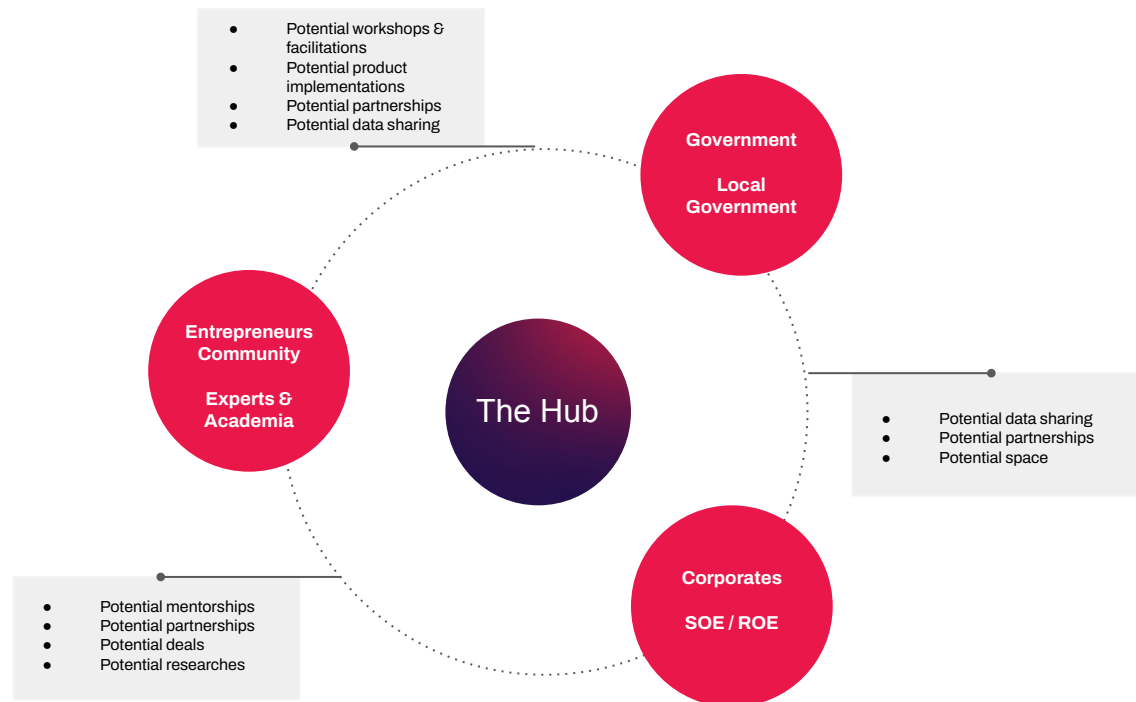 ● Potential workshops &
facilitations
● Potential product
implementations
● Potential partnerships
● Potential data sharing
Government
Local
Government
Entrepreneurs
Community
Experts &
Academia
The Hub
● Potential data sharing
● Potential partnerships
● Potential space
Corporates
SOE / ROE
● Potential mentorships
● Potential partnerships
● Potential deals
● Potential researches